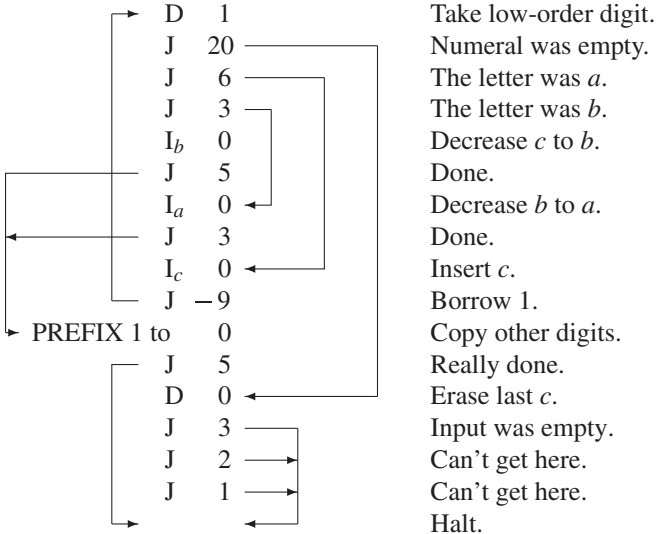 D 1 Take low-order digit.
J 20 Numeral was empty.
J 6 The letter was a.
J 3 The letter was b.
I_b 0 Decrease c to b.
J 5 Done.
I_a 0 Decrease b to a.
J 3 Done.
I_c 0 Insert c.
J −9 Borrow 1.
PREFIX 1 to 0 Copy other digits.
J 5 Really done.
D 0 Erase last c.
J 3 Input was empty.
J 2 Can't get here.
J 1 Can't get here.
Halt.